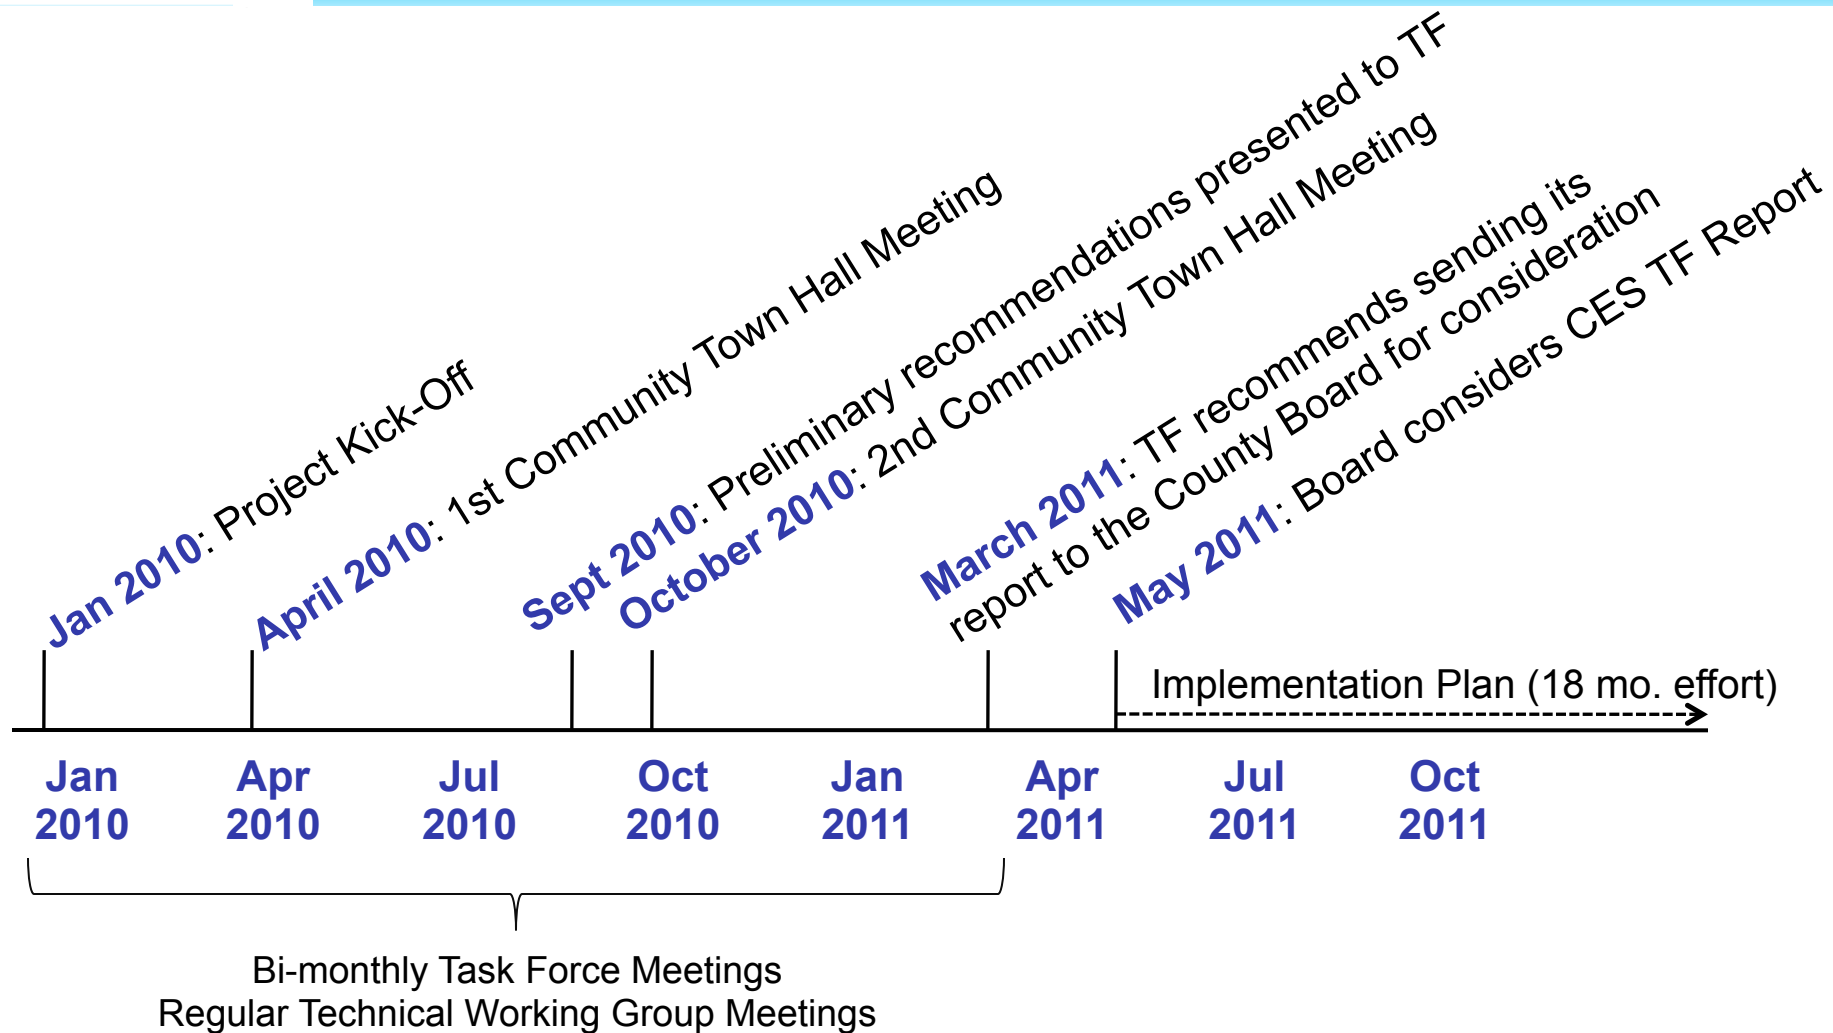 Jan 2010: Project Kick-Off
April 2010: 1st Community Town Hall Meeting
Sept 2010: Preliminary recommendations presented to TF
October 2010: 2nd Community Town Hall Meeting
March 2011: TF recommends sending its
report to the County Board for consideration
May 2011: Board considers CES TF Report
Implementation Plan (18 mo. effort)
Jan Apr Jul Oct Jan Apr Jul Oct
2010 2010 2010 2010 2011 2011 2011 2011
Bi-monthly Task Force Meetings
Regular Technical Working Group Meetings